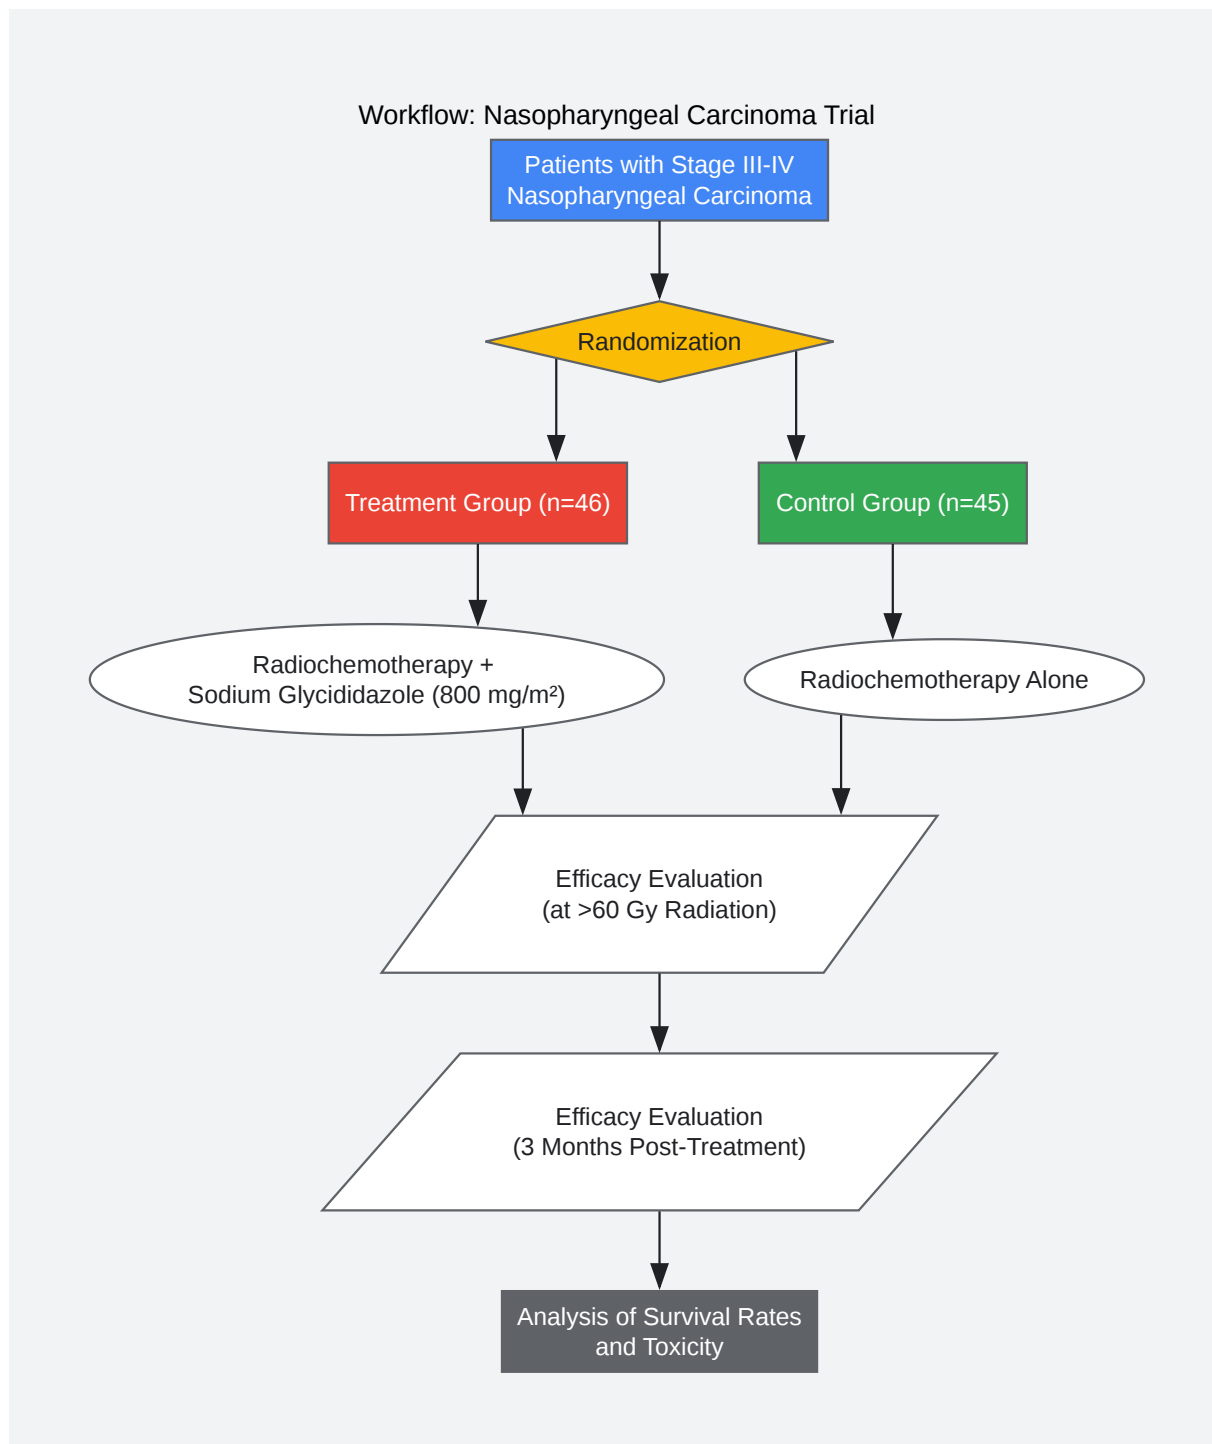 Workflow: Nasopharyngeal Carcinoma Trial
Patients with Stage III-IV
Nasopharyngeal Carcinoma
Randomization
Treatment Group (n=46)
Control Group (n=45)
Radiochemotherapy +
Sodium Glycididazole (800 mg/m²)
Radiochemotherapy Alone
Efficacy Evaluation
(at >60 Gy Radiation)
Efficacy Evaluation
(3 Months Post-Treatment)
Analysis of Survival Rates
and Toxicity